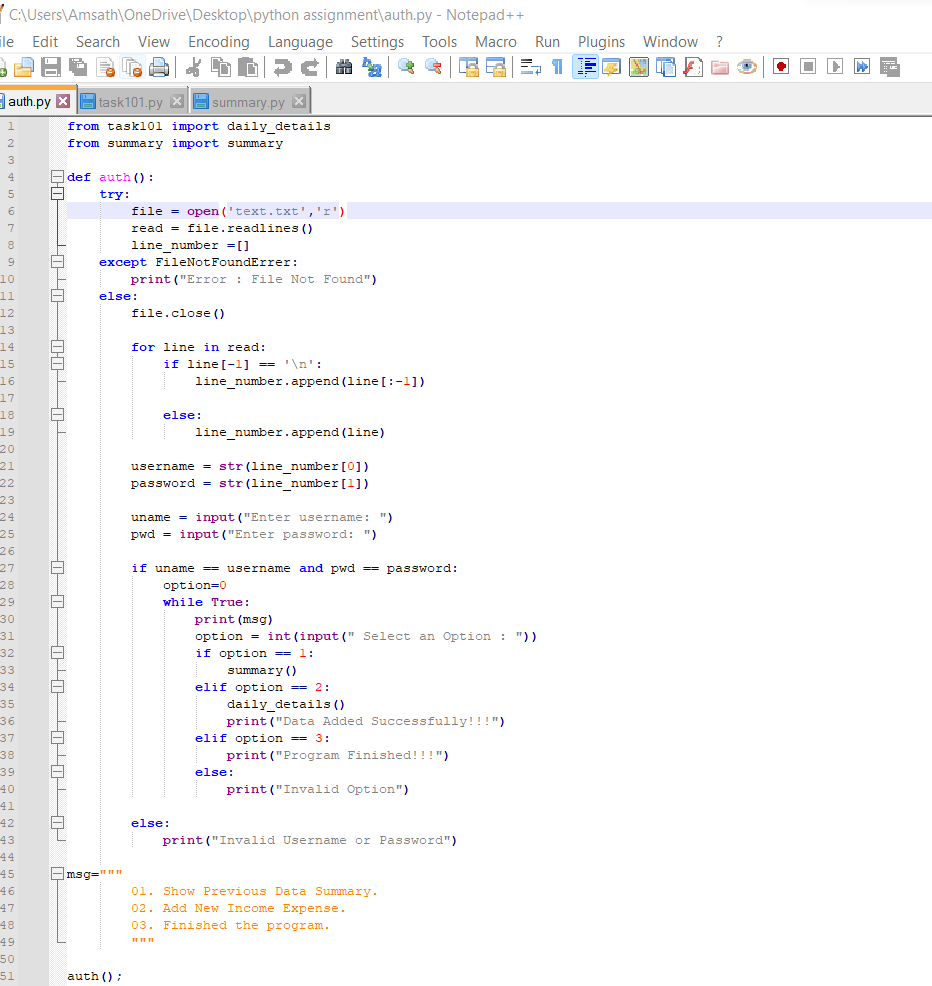 C:\Users\Amsath\OneDrive\Desktop\python assignment\auth.py - Notepad++
ile Edit Search View Encoding Language Settings Tools Macro Run Plugins Window ?
auth.py task101.py summary.py
1 from task101 import daily_details
2 from summary import summary
3
4 def auth():
5 try:
6 file = open('text.txt','r')
7 read = file.readlines()
8 line_number =[]
9 except FileNotFoundErrer:
10 print("Error : File Not Found")
11 else:
12 file.close()
13
14 for line in read:
15 if line[-1] == '\n':
16 line_number.append(line[:-1])
17
18 else:
19 line_number.append(line)
20
21 username = str(line_number[0])
22 password = str(line_number[1])
23
24 uname = input("Enter username: ")
25 pwd = input("Enter password: ")
26
27 if uname == username and pwd == password:
28 option=0
29 while True:
30 print(msg)
31 option = int(input(" Select an Option : "))
32 if option == 1:
33 summary()
34 elif option == 2:
35 daily_details()
36 print("Data Added Successfully!!!")
37 elif option == 3:
38 print("Program Finished!!!")
39 else:
40 print("Invalid Option")
41
42 else:
43 print("Invalid Username or Password")
44
45 msg="""
46 01. Show Previous Data Summary.
47 02. Add New Income Expense.
48 03. Finished the program.
49 """
50
51 auth();